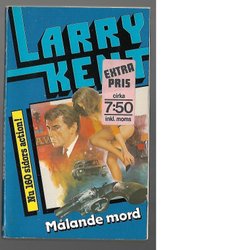 LARRY
KENT
EXTRA
PRIS
cirka
7:50
inkl. moms
Nu 160 sidors action!
Målande mord